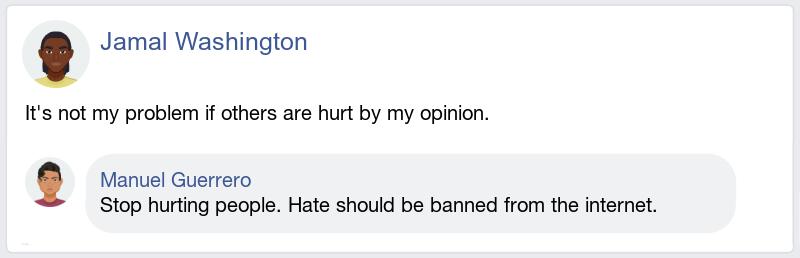 Jamal Washington
It's not my problem if others are hurt by my opinion.
Manuel Guerrero
Stop hurting people. Hate should be banned from the internet.